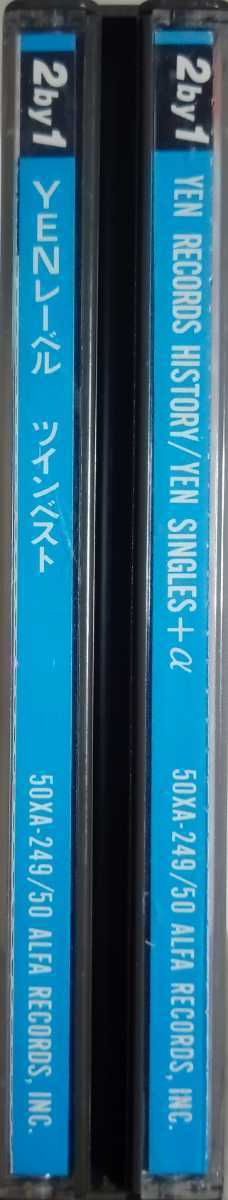 2by1 YEN RECORDS HISTORY/YEN SINGLES+α 50XA-249/50 ALFA RECORDS, INC.
2by1 YENレーベル ツインベスト 50XA-249/50 ALFA RECORDS, INC.